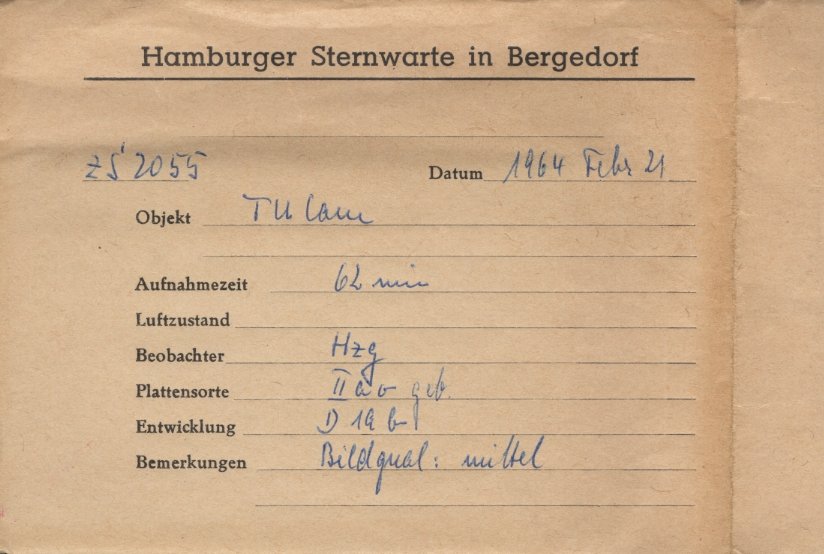 Hamburger Sternwarte in Bergedorf
ZS 2055 Datum 1964 Febr 21
Objekt TU Cam
Aufnahmezeit 62 min
Luftzustand
Beobachter Hzg
Plattensorte II a o geb.
Entwicklung D 19 b
Bemerkungen Bildqual: mittel